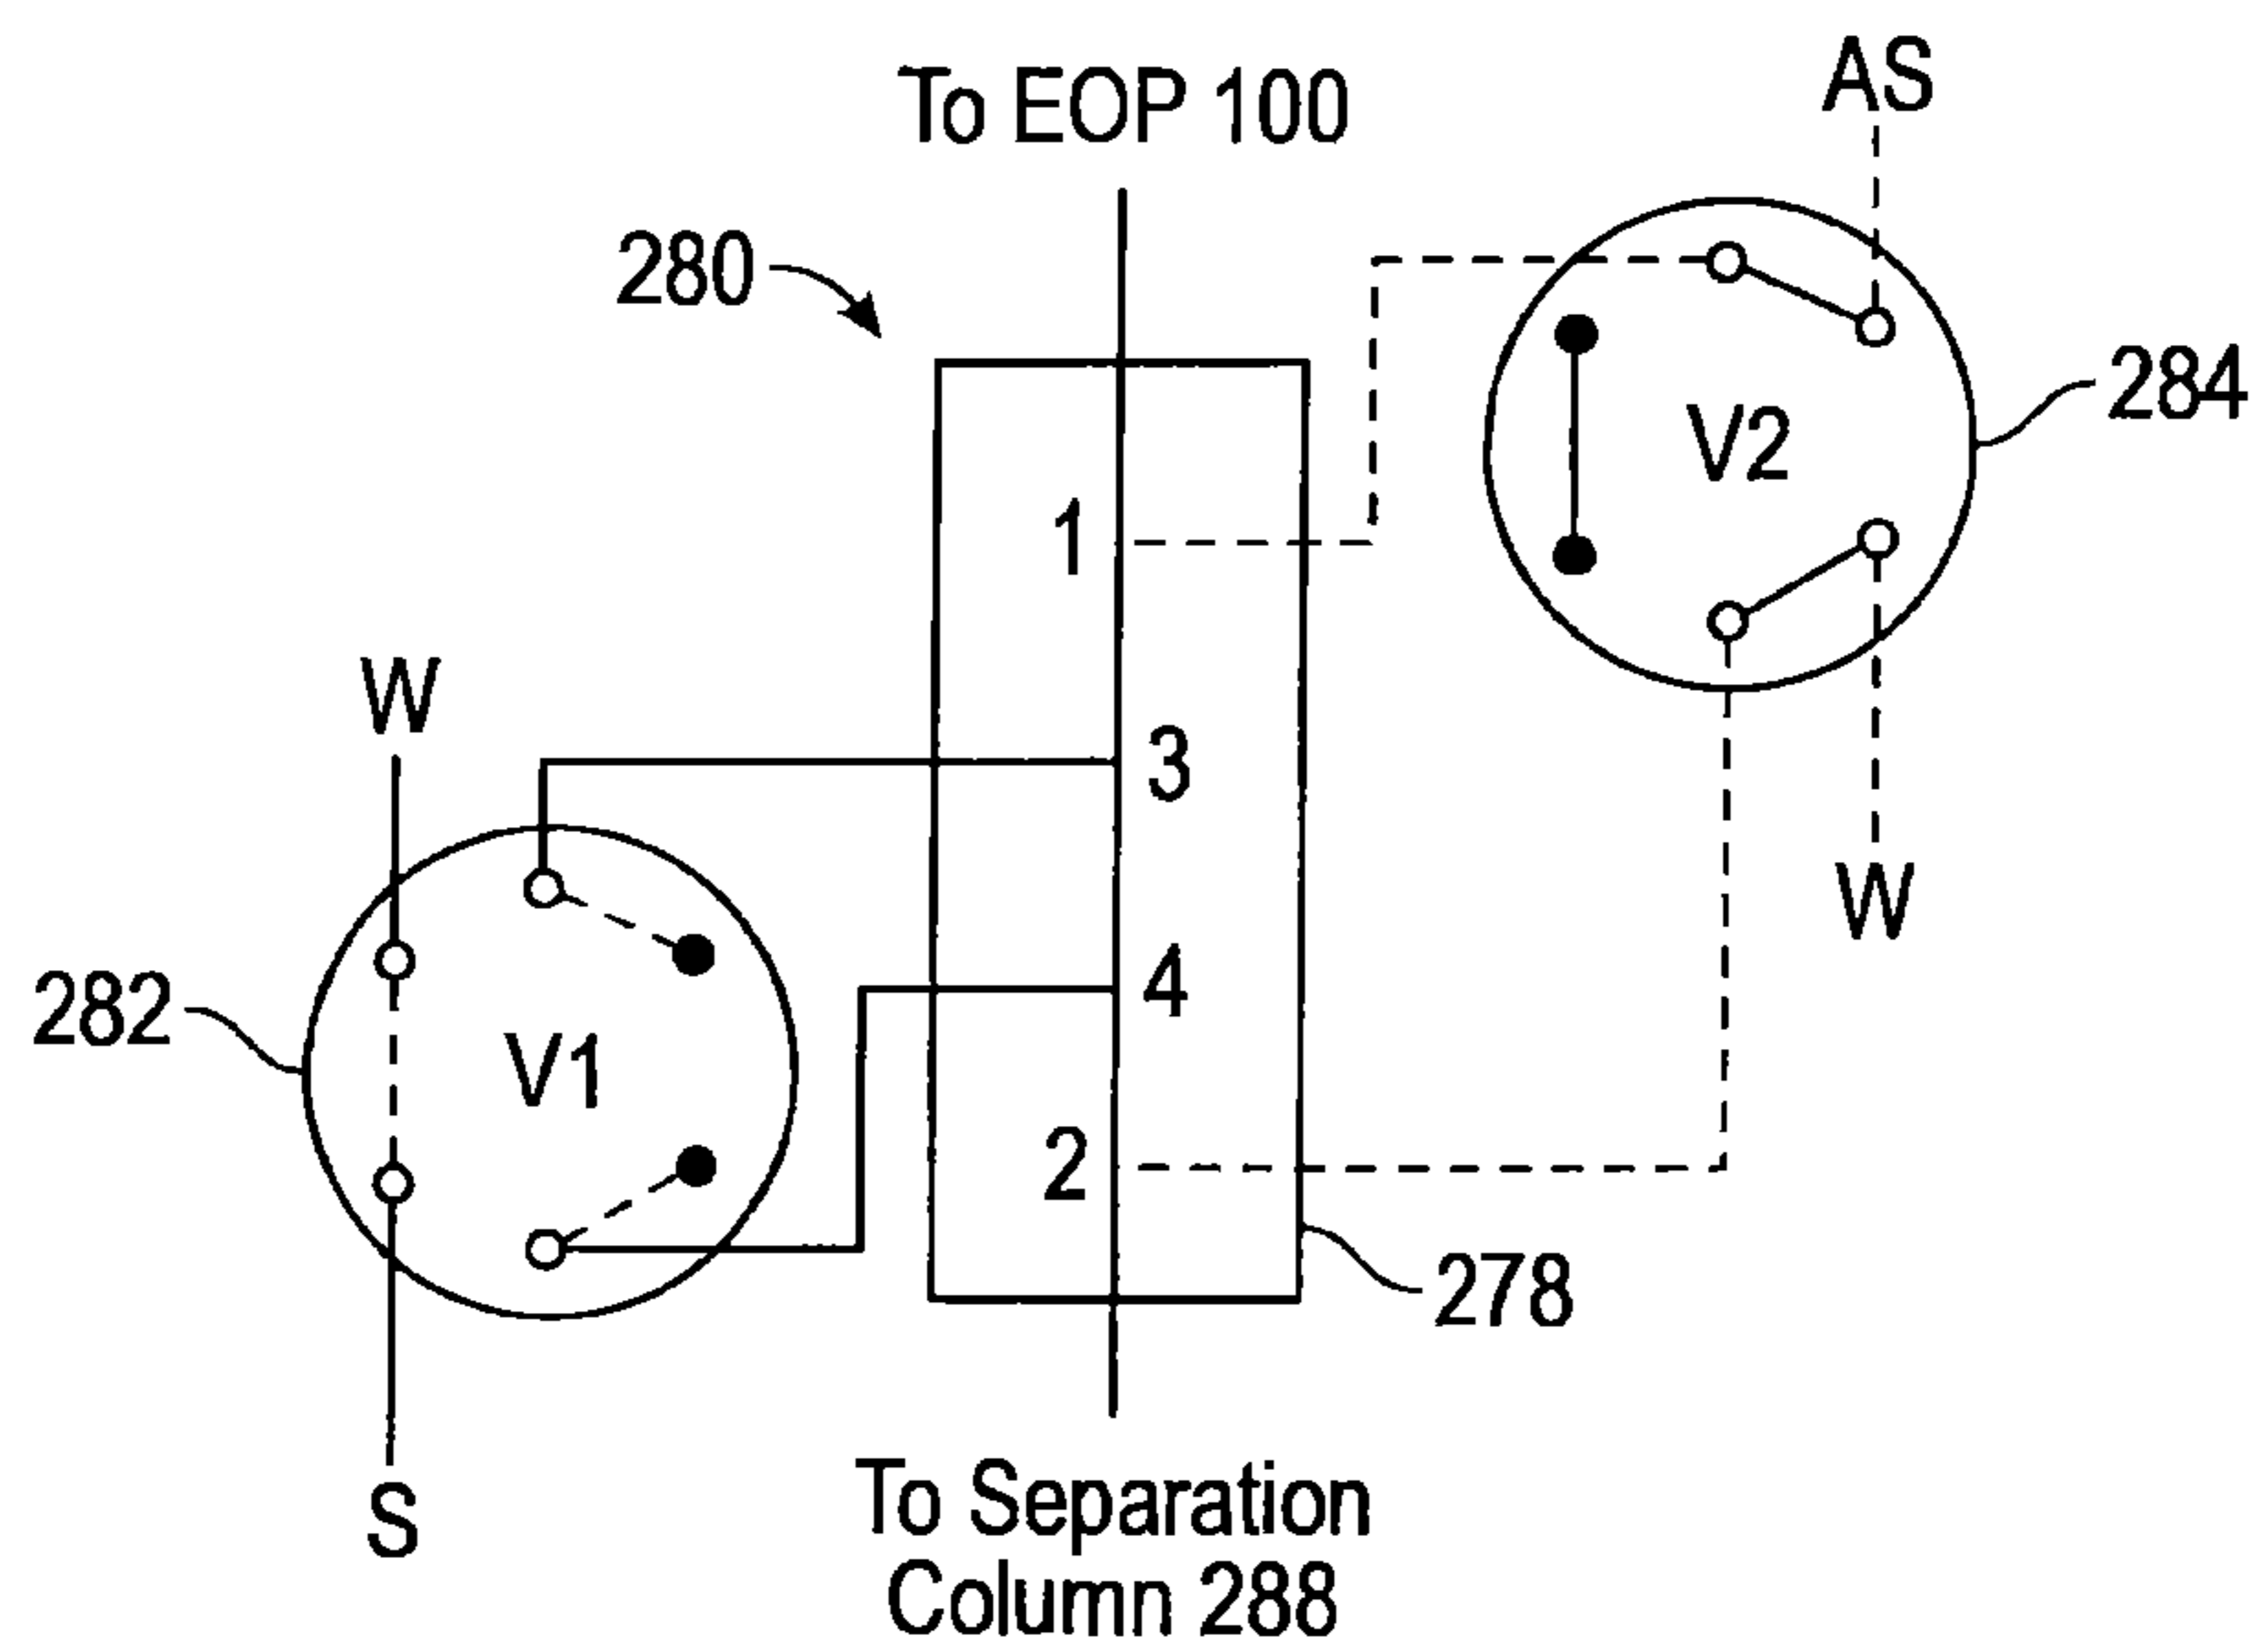 To EOP 100
AS
280
284
V2
1
W
3
W
4
282
V1
2
278
S
To Separation
Column 288